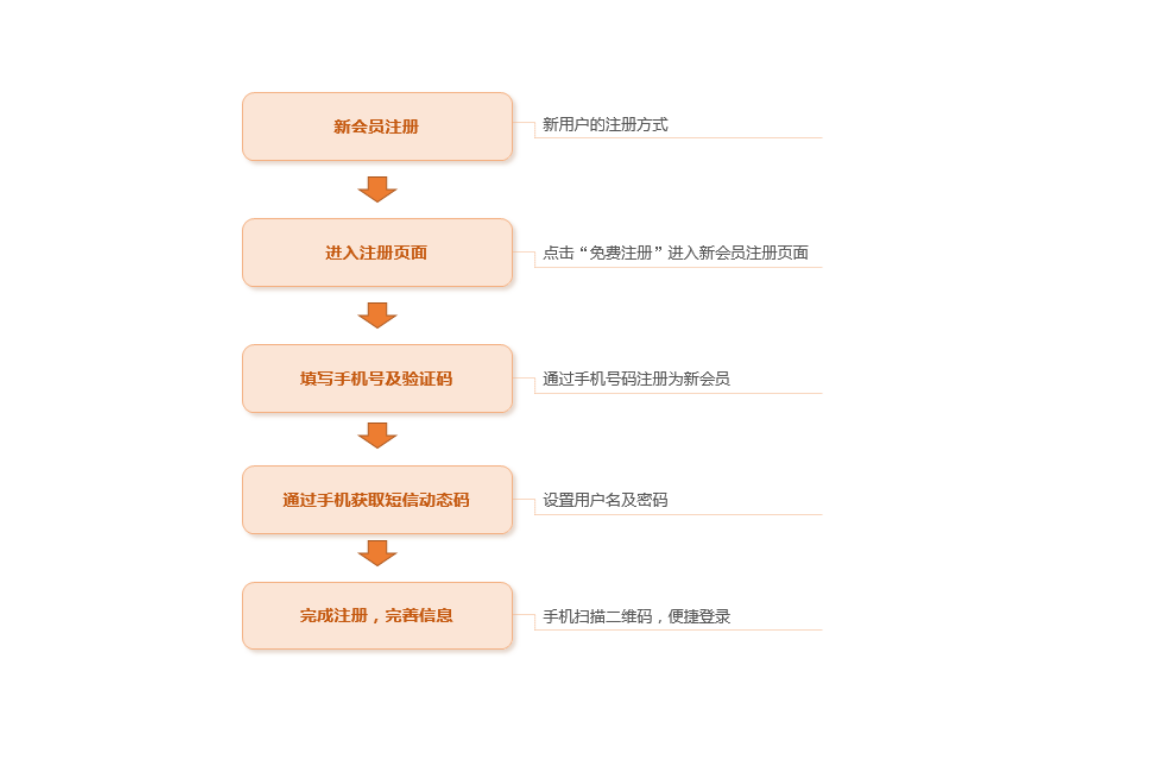 新会员注册
新用户的注册方式
进入注册页面
点击“免费注册”进入新会员注册页面
填写手机号及验证码
通过手机号码注册为新会员
通过手机获取短信动态码
设置用户名及密码
完成注册，完善信息
手机扫描二维码，便捷登录